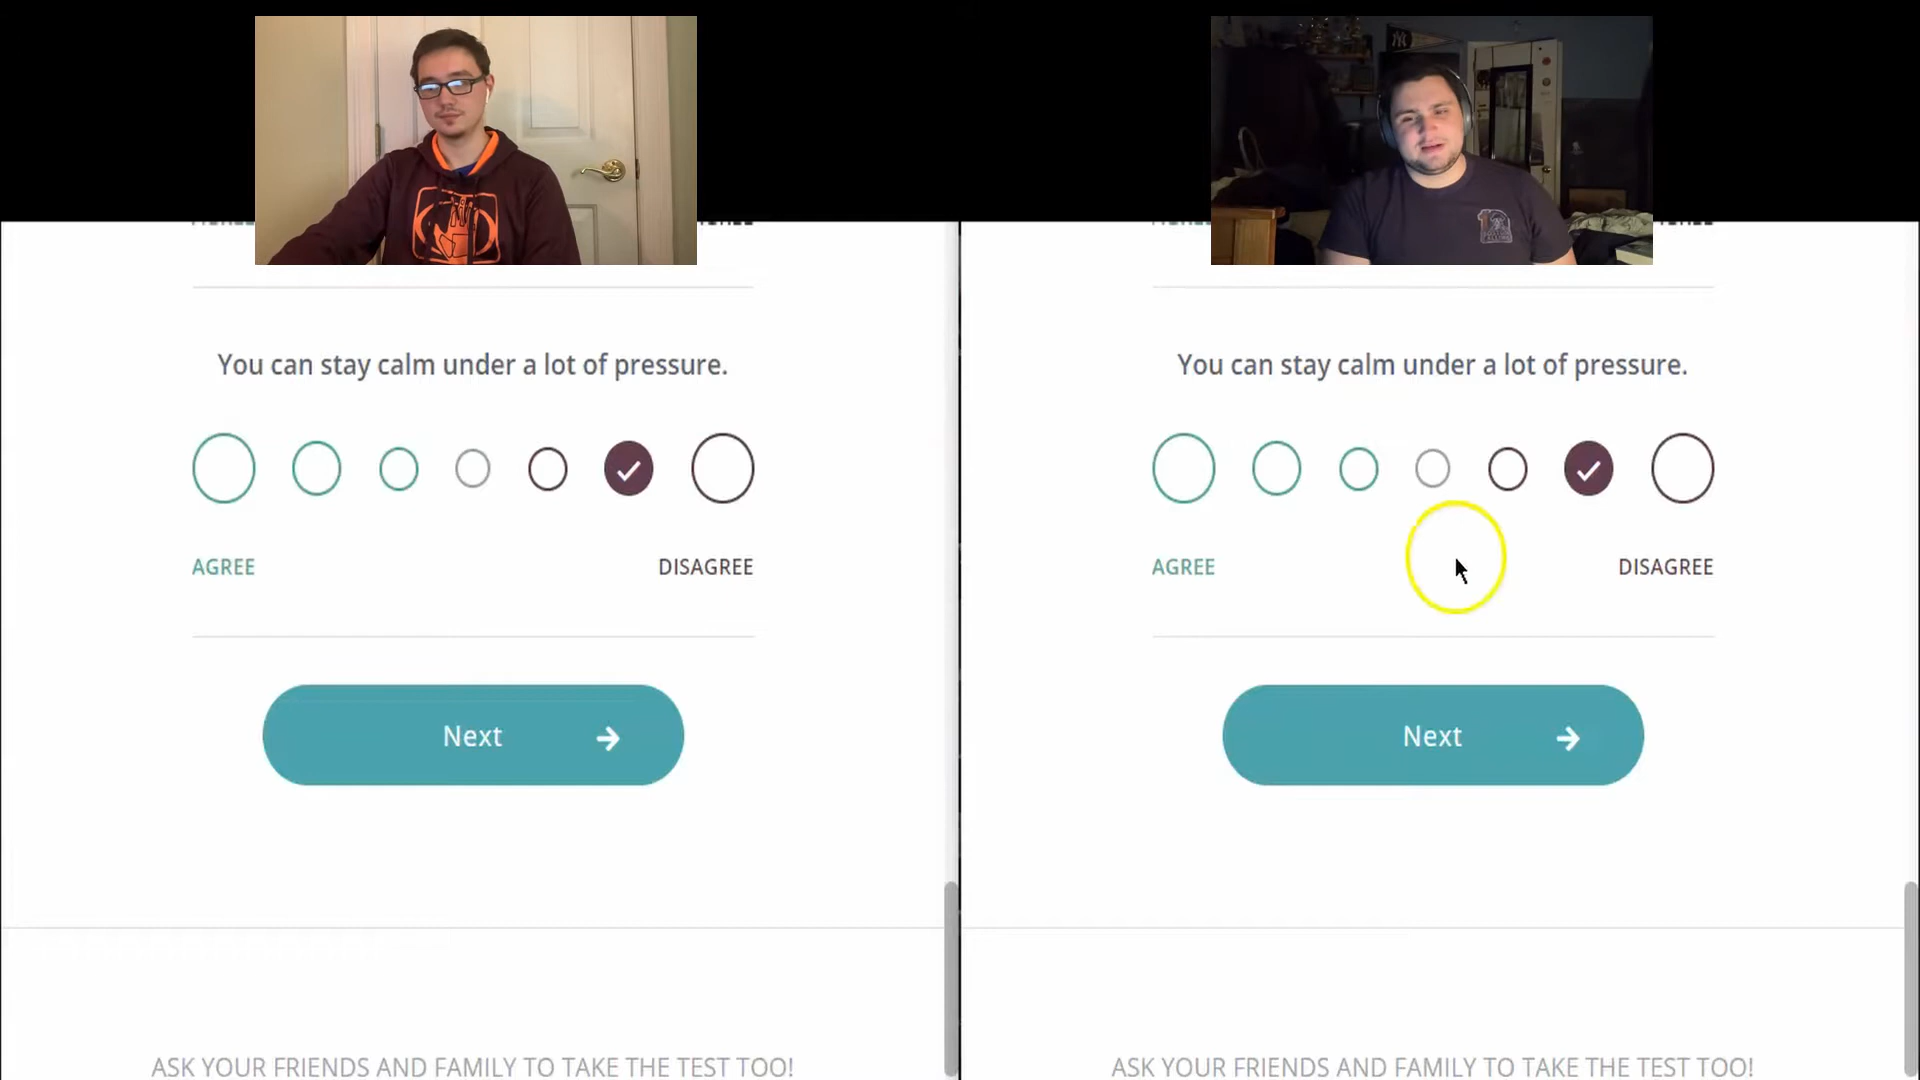 You can stay calm under a lot of pressure.
AGREE
DISAGREE
Next
ASK YOUR FRIENDS AND FAMILY TO TAKE THE TEST TOO!
You can stay calm under a lot of pressure.
AGREE
DISAGREE
Next
ASK YOUR FRIENDS AND FAMILY TO TAKE THE TEST TOO!